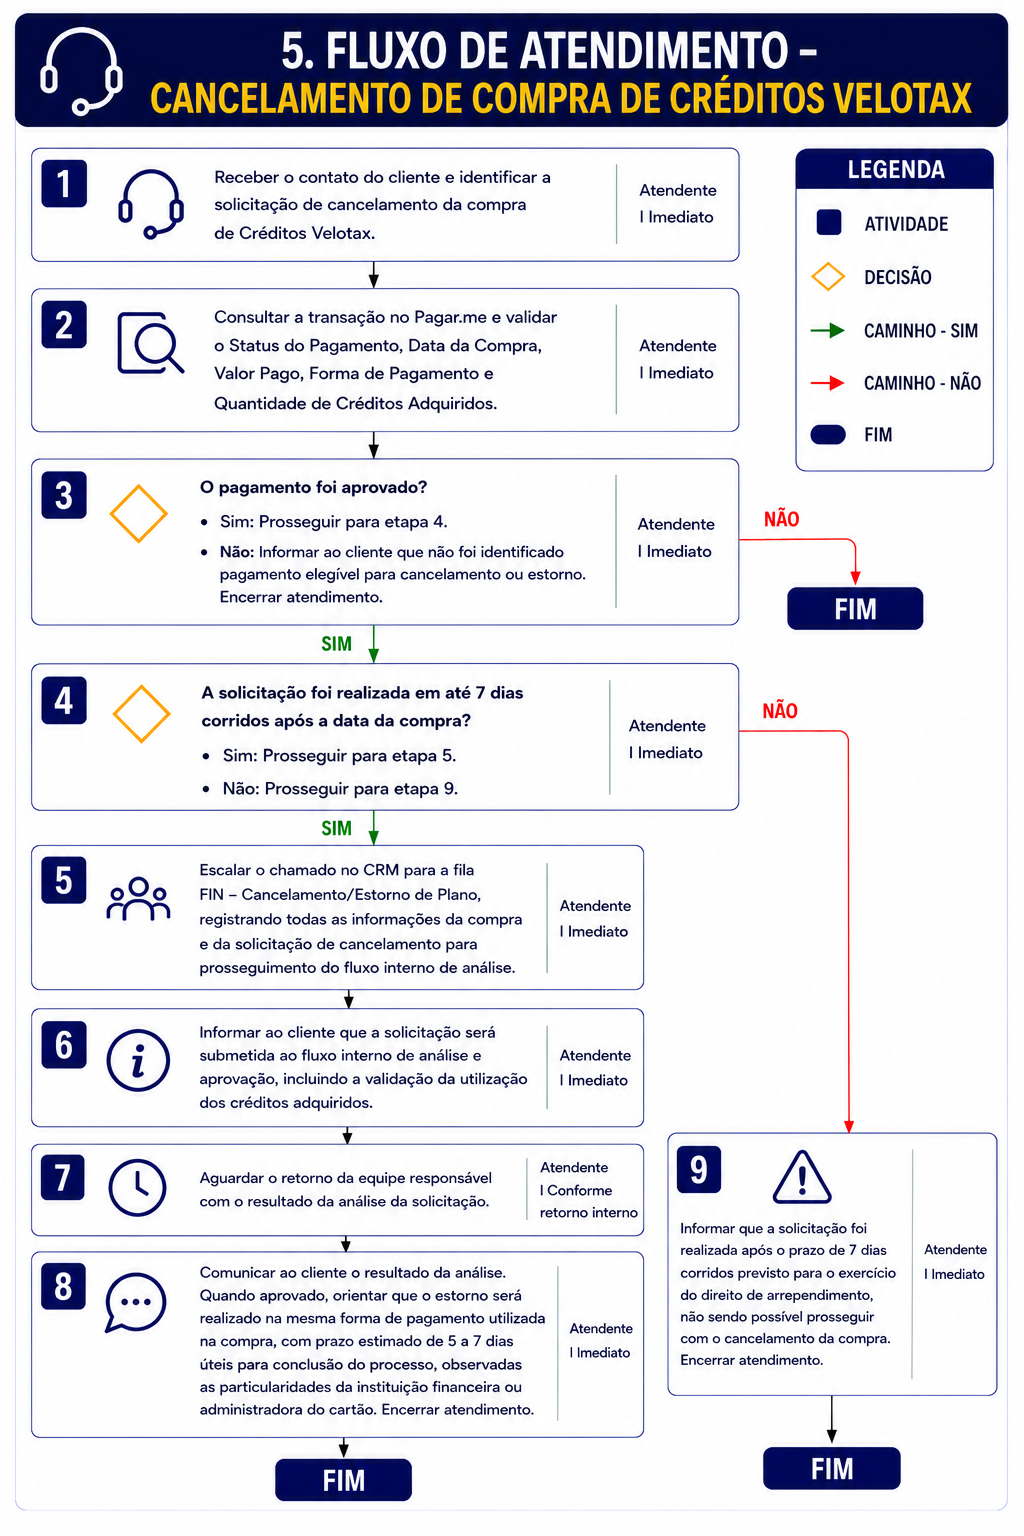 5. FLUXO DE ATENDIMENTO –
CANCELAMENTO DE COMPRA DE CRÉDITOS VELOTAX
1
Receber o contato do cliente e identificar a
solicitação de cancelamento da compra
de Créditos Velotax.
Atendente
| Imediato
LEGENDA
ATIVIDADE
DECISÃO
CAMINHO - SIM
CAMINHO - NÃO
FIM
2
Consultar a transação no Pagar.me e validar
o Status do Pagamento, Data da Compra,
Valor Pago, Forma de Pagamento e
Quantidade de Créditos Adquiridos.
Atendente
| Imediato
3
O pagamento foi aprovado?
• Sim: Prosseguir para etapa 4.
• Não: Informar ao cliente que não foi identificado
pagamento elegível para cancelamento ou estorno.
Encerrar atendimento.
Atendente
| Imediato
NÃO
FIM
SIM
4
A solicitação foi realizada em até 7 dias
corridos após a data da compra?
• Sim: Prosseguir para etapa 5.
• Não: Prosseguir para etapa 9.
Atendente
| Imediato
NÃO
SIM
5
Escalar o chamado no CRM para a fila
FIN – Cancelamento/Estorno de Plano,
registrando todas as informações da compra
e da solicitação de cancelamento para
prosseguimento do fluxo interno de análise.
Atendente
| Imediato
6
Informar ao cliente que a solicitação será
submetida ao fluxo interno de análise e
aprovação, incluindo a validação da utilização
dos créditos adquiridos.
Atendente
| Imediato
7
Aguardar o retorno da equipe responsável
com o resultado da análise da solicitação.
Atendente
| Conforme
retorno interno
8
Comunicar ao cliente o resultado da análise.
Quando aprovado, orientar que o estorno será
realizado na mesma forma de pagamento utilizada
na compra, com prazo estimado de 5 a 7 dias
úteis para conclusão do processo, observadas
as particularidades da instituição financeira ou
administradora do cartão. Encerrar atendimento.
Atendente
| Imediato
FIM
9
Informar que a solicitação foi
realizada após o prazo de 7 dias
corridos previsto para o exercício
do direito de arrependimento,
não sendo possível prosseguir
com o cancelamento da compra.
Encerrar atendimento.
Atendente
| Imediato
FIM